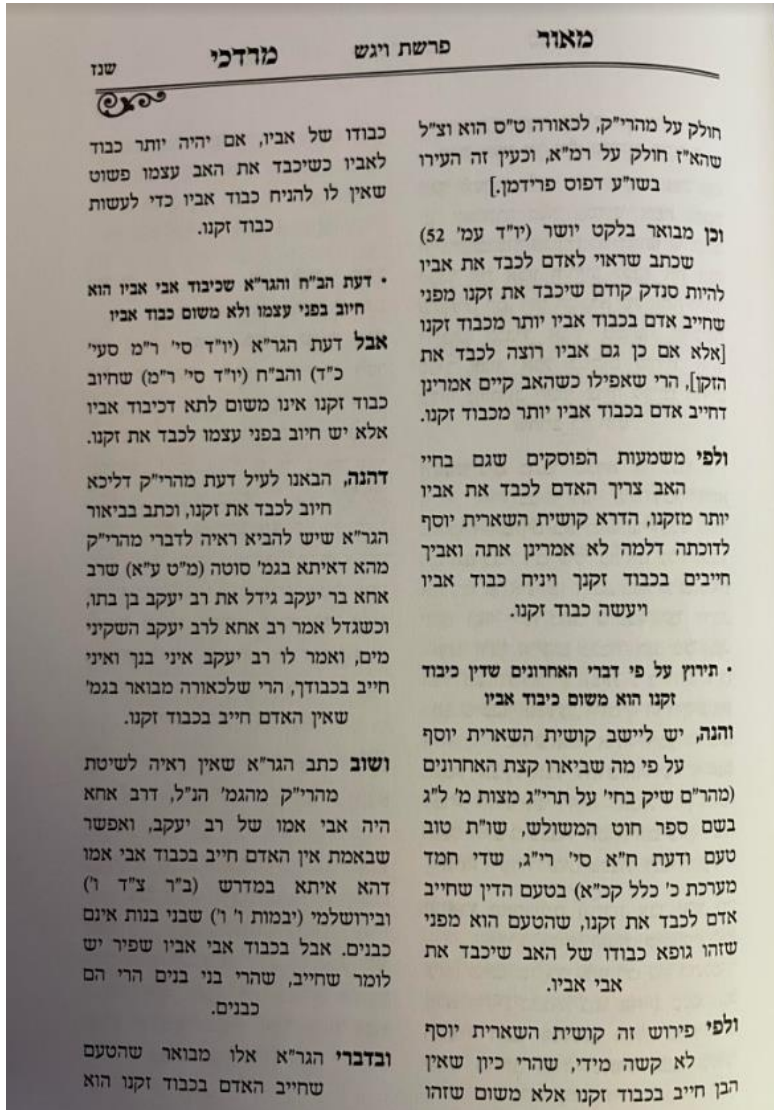 מאור
פרשת ויגש
מרדכי
שנז
חולק על מהרי"ק, לכאורה ט"ס הוא וצ"ל
שהא"ז חולק על רמ"א, וכעין זה העירו
בשו"ע דפוס פרידמן.]
וכן מבואר בלקט יושר (יו"ד עמ' 52)
שכתב שראוי לאדם לכבד את אביו
להיות סנדק קודם שיכבד את זקנו מפני
שחייב אדם בכבוד אביו יותר מכבוד זקנו
[אלא אם כן גם אביו רוצה לכבד את
הזקן], הרי שאפילו כשהאב קיים אמרינן
דחייב אדם בכבוד אביו יותר מכבוד זקנו.
ולפי משמעות הפוסקים שגם בחיי
האב צריך האדם לכבד את אביו
יותר מזקנו, הדרא קושית השארית יוסף
לדוכתה דלמה לא אמרינן אתה ואביך
חייבים בכבוד זקנך ויניח כבוד אביו
ויעשה כבוד זקנו.
• תירוץ על פי דברי האחרונים שדין כיבוד
זקנו הוא משום כיבוד אביו
והנה, יש ליישב קושית השארית יוסף
על פי מה שביארו קצת האחרונים
(מהר"ם שיק בחי' על תרי"ג מצות מ' ל"ג
בשם ספר חוט המשולש, שו"ת טוב
טעם ודעת ח"א סי' רי"ג, שדי חמד
מערכת כ' כלל קכ"א) בטעם הדין שחייב
אדם לכבד את זקנו, שהטעם הוא מפני
שזהו גופא כבודו של האב שיכבד את
אבי אביו.
ולפי פירוש זה קושית השארית יוסף
לא קשה מידי, שהרי כיון שאין
הבן חייב בכבוד זקנו אלא משום שזהו
כבודו של אביו, אם יהיה יותר כבוד
לאביו כשיכבד את האב עצמו פשוט
שאין לו להניח כבוד אביו כדי לעשות
כבוד זקנו.
• דעת הב"ח והגר"א שכיבוד אבי אביו הוא
חיוב בפני עצמו ולא משום כבוד אביו
אבל דעת הגר"א (יו"ד סי' ר"מ סעי'
כ"ד) והב"ח (יו"ד סי' ר"מ) שחיוב
כבוד זקנו אינו משום לתא דכיבוד אביו
אלא יש חיוב בפני עצמו לכבד את זקנו.
דהנה, הבאנו לעיל דעת מהרי"ק דליכא
חיוב לכבד את זקנו, וכתב בביאור
הגר"א שיש להביא ראיה לדברי מהרי"ק
מהא דאיתא בגמ' סוטה (מ"ט ע"א) שרב
אחא בר יעקב גידל את רב יעקב בן בתו,
וכשגדל אמר רב אחא לרב יעקב השקיני
מים, ואמר לו רב יעקב איני בנך ואיני
חייב בכבודך, הרי שלכאורה מבואר בגמ'
שאין האדם חייב בכבוד זקנו.
ושוב כתב הגר"א שאין ראיה לשיטת
מהרי"ק מהגמ' הנ"ל, דרב אחא
היה אבי אמו של רב יעקב, ואפשר
שבאמת אין האדם חייב בכבוד אבי אמו
דהא איתא במדרש (ב"ר צ"ד ו')
ובירושלמי (יבמות ו' ו') שבני בנות אינם
כבנים. אבל בכבוד אבי אביו שפיר יש
לומר שחייב, שהרי בני בנים הרי הם
כבנים.
ובדברי הגר"א אלו מבואר שהטעם
שחייב האדם בכבוד זקנו הוא